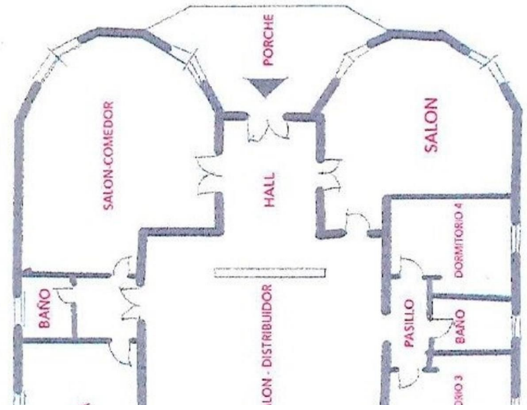 PORCHE
SALON-COMEDOR
SALON
HALL
DORMITORIO 4
BAÑO
LON - DISTRIBUIDOR
PASILLO
BAÑO
ORIO 3